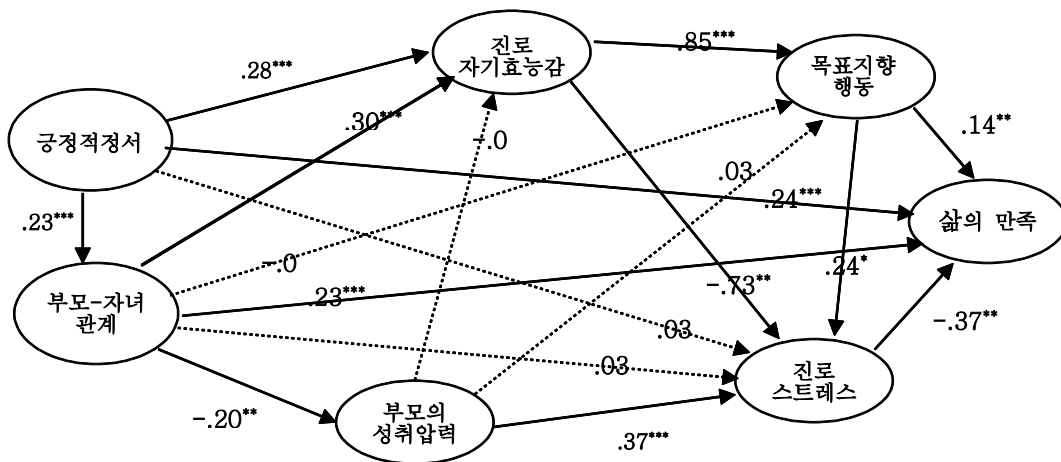 진로
자기효능감
.85***
목표지향
행동
.28***
.30***
-.0
.14**
긍정적정서
.03
.24***
삶의 만족
.23***
-.0
.24*
부모-자녀
관계
.23***
-.73**
-.37**
.03
.03
진로
스트레스
-.20**
부모의
성취압력
.37***